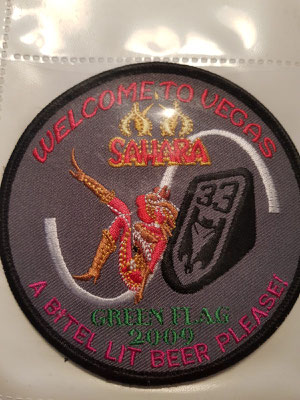 WELCOME TO VEGAS
SAHARA
33
GREEN FLAG
2009
A BITEL LIT BEER PLEASE!